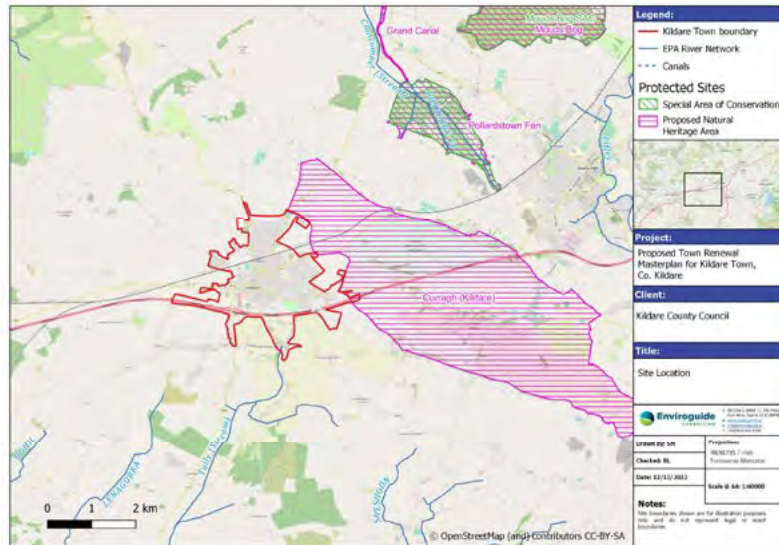 Grand Canal
Mouds Bog SAC
Mouds Bog
Pollardstown Fen
Curragh (Kildare)
Tully (Stream)
0 1 2 km
© OpenStreetMap (and) contributors CC-BY-SA
Legend:
Kildare Town boundary
EPA River Network
Canals
Protected Sites
Special Area of Conservation
Proposed Natural
Heritage Area
Project:
Proposed Town Renewal
Masterplan for Kildare Town,
Co. Kildare
Client:
Kildare County Council
Title:
Site Location
Enviroguide
Drawn By: SM
Checked: BL
Date: 12/12/2022
Projection:
Transverse Mercator
Scale @ A4: 1:60000
Notes:
Site boundaries shown are for illustration purposes
only and do not represent legal or exact
boundaries.